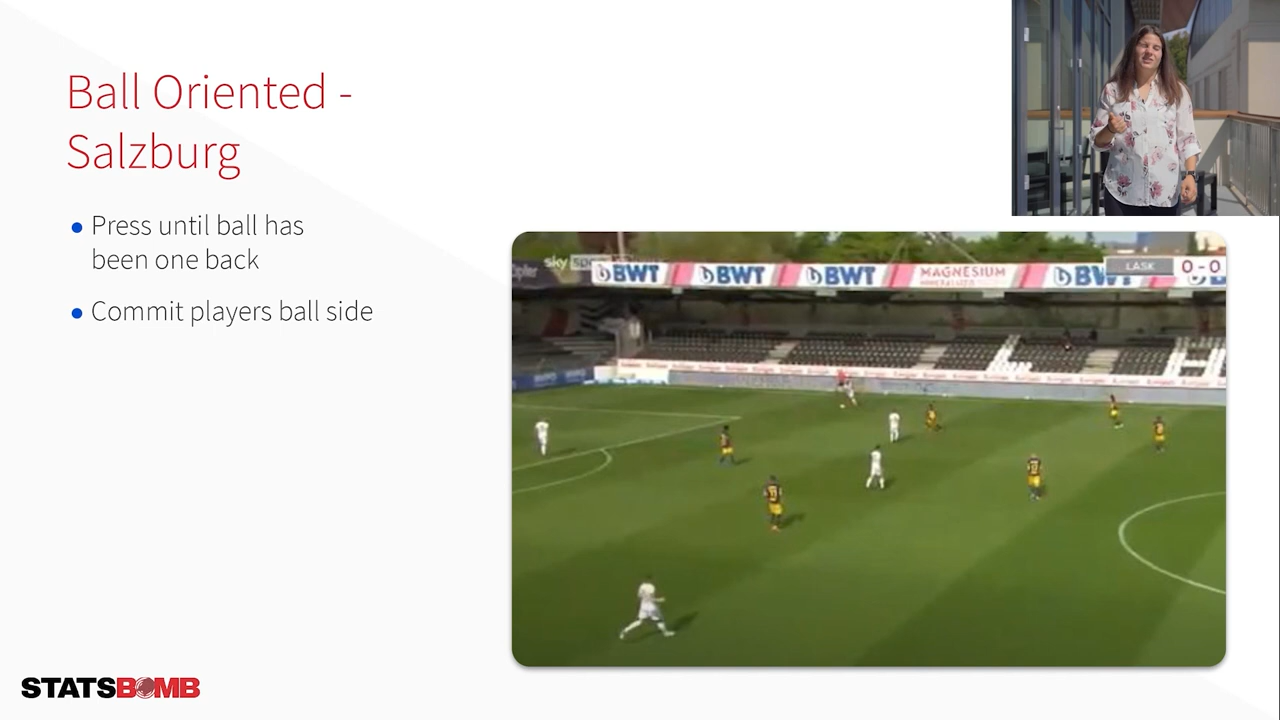 Ball Oriented -
Salzburg
Press until ball has
been one back
Commit players ball side
sky
BWT BWT BWT MAGNESIUM BWT
LASK 0-0
STATSBOMB